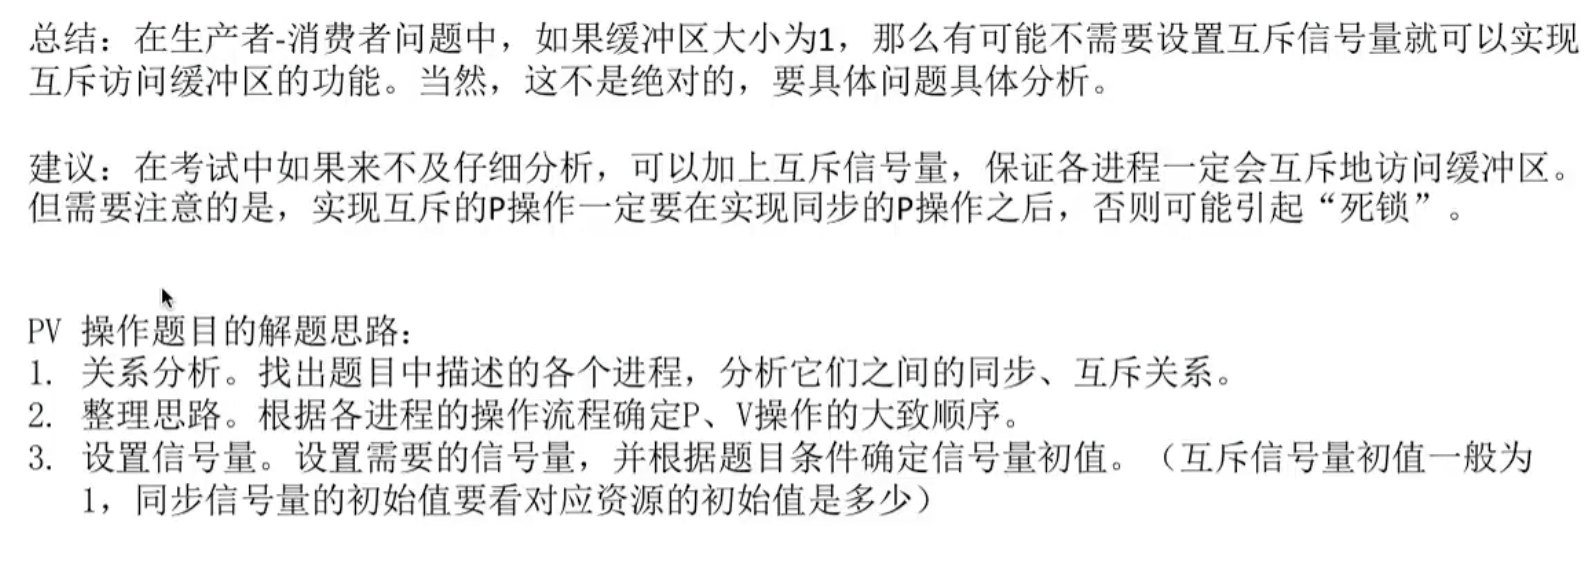 总结：在生产者-消费者问题中，如果缓冲区大小为1，那么有可能不需要设置互斥信号量就可以实现
互斥访问缓冲区的功能。当然，这不是绝对的，要具体问题具体分析。
建议：在考试中如果来不及仔细分析，可以加上互斥信号量，保证各进程一定会互斥地访问缓冲区。
但需要注意的是，实现互斥的P操作一定要在实现同步的P操作之后，否则可能引起“死锁”。
PV 操作题目的解题思路：
1. 关系分析。找出题目中描述的各个进程，分析它们之间的同步、互斥关系。
2. 整理思路。根据各进程的操作流程确定P、V操作的大致顺序。
3. 设置信号量。设置需要的信号量，并根据题目条件确定信号量初值。（互斥信号量初值一般为
1，同步信号量的初始值要看对应资源的初始值是多少）